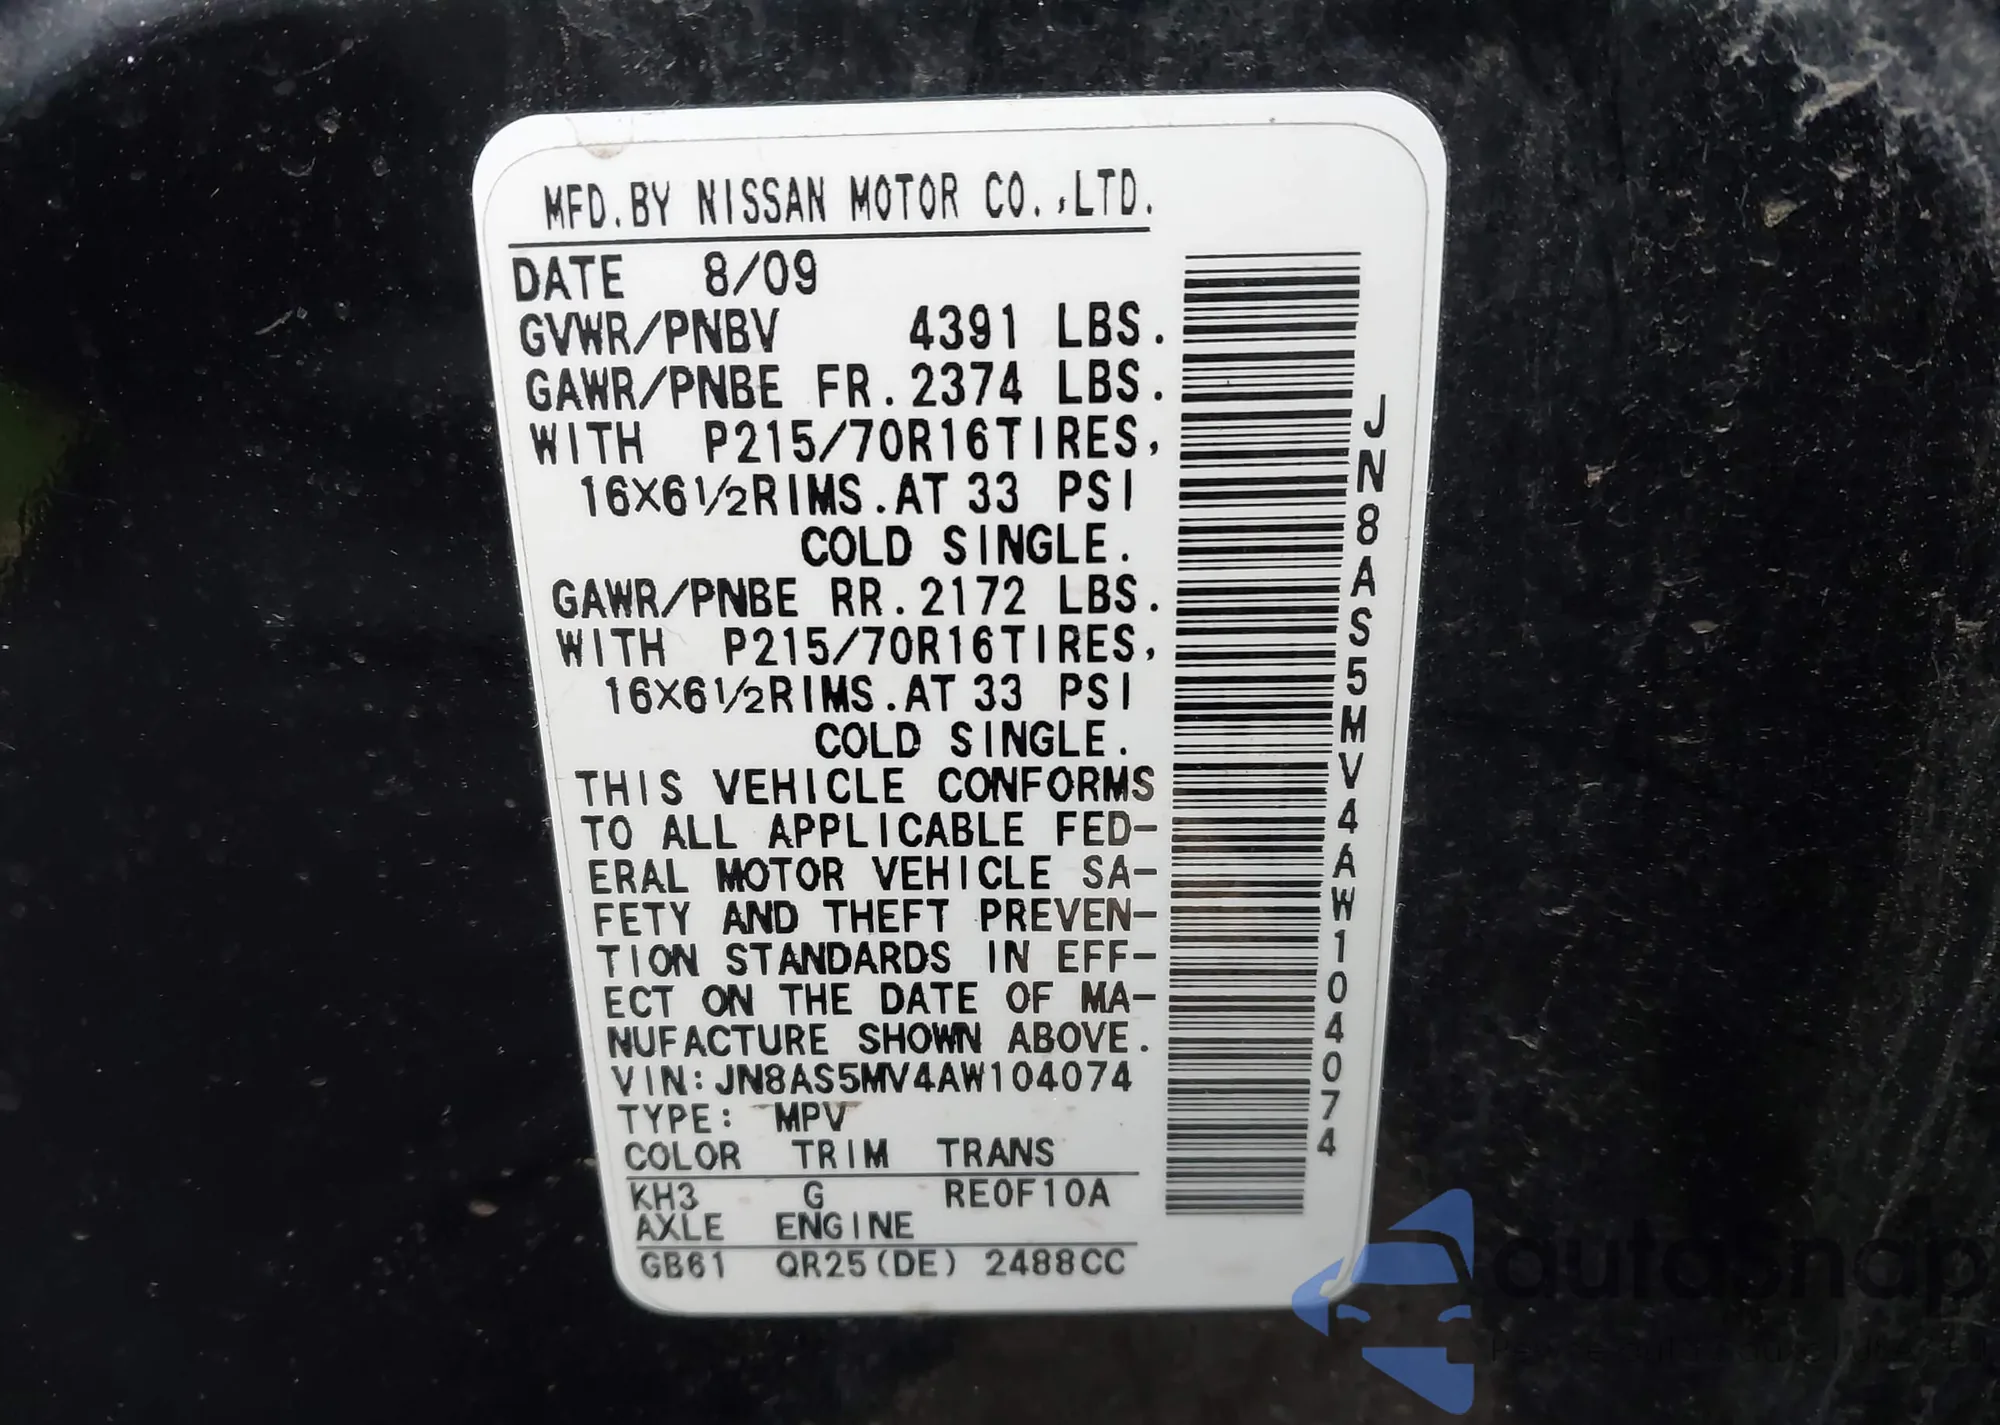 MFD.BY NISSAN MOTOR CO.,LTD.
DATE 8/09
GVWR/PNBV 4391 LBS.
GAWR/PNBE FR.2374 LBS.
WITH P215/70R16TIRES,
16X6½RIMS.AT 33 PSI
COLD SINGLE.
GAWR/PNBE RR.2172 LBS.
WITH P215/70R16TIRES,
16X6½RIMS.AT 33 PSI
COLD SINGLE.
THIS VEHICLE CONFORMS
TO ALL APPLICABLE FED-
ERAL MOTOR VEHICLE SA-
FETY AND THEFT PREVEN-
TION STANDARDS IN EFF-
ECT ON THE DATE OF MA-
NUFACTURE SHOWN ABOVE.
VIN:JN8AS5MV4AW104074
TYPE: MPV
COLOR TRIM TRANS
KH3 G RE0F10A
AXLE ENGINE
GB61 QR25(DE) 2488CC
JN8AS5MV4AW104074
autosnap